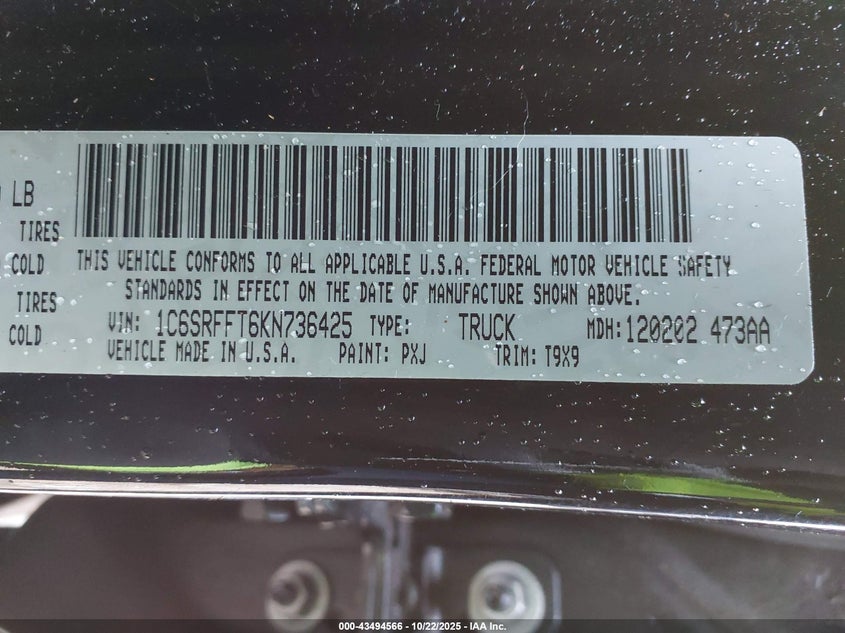 LB
TIRES
COLD THIS VEHICLE CONFORMS TO ALL APPLICABLE U.S.A. FEDERAL MOTOR VEHICLE SAFETY
STANDARDS IN EFFECT ON THE DATE OF MANUFACTURE SHOWN ABOVE.
TIRES
COLD VIN: 1C6SRFFT6KN736425 TYPE: TRUCK MDH:120202 473AA
VEHICLE MADE IN U.S.A. PAINT: PXJ TRIM: T9X9
000-43494566 - 10/22/2025 - IAA Inc.